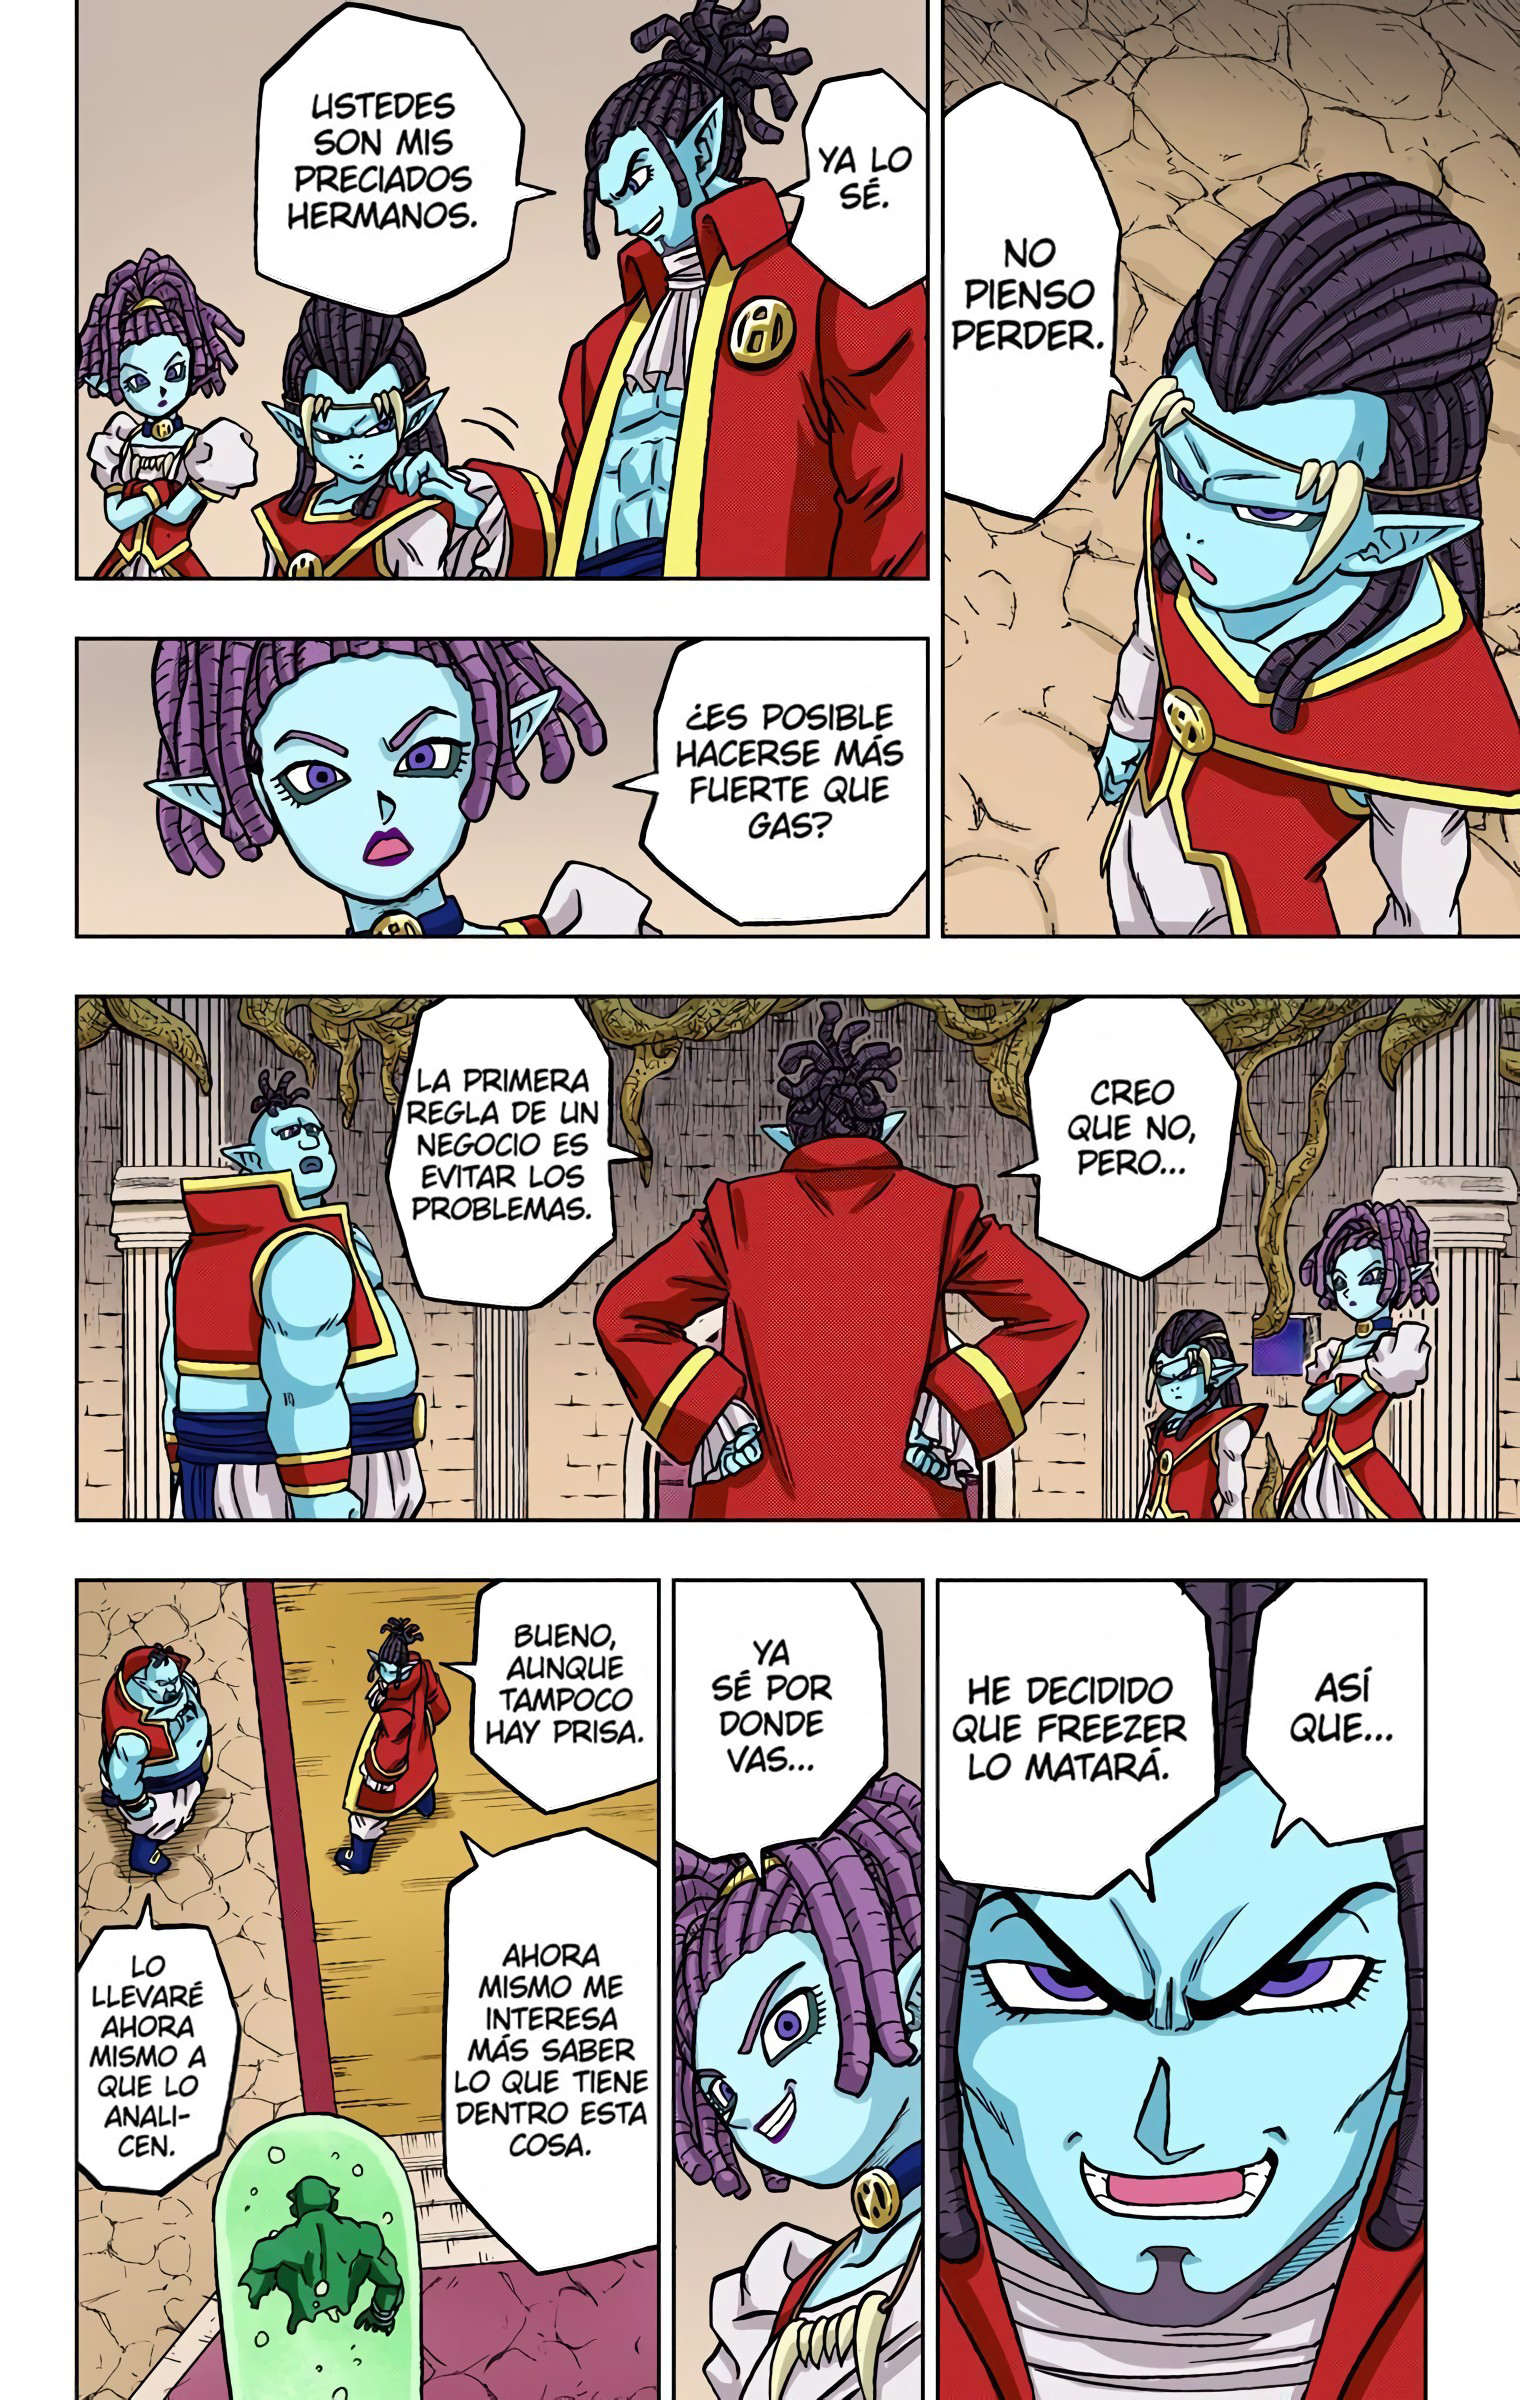 NO
PIENSO
PERDER.
YA LO
SÉ.
USTEDES
SON MIS
PRECIADOS
HERMANOS.
¿ES POSIBLE
HACERSE MÁS
FUERTE QUE
GAS?
CREO
QUE NO,
PERO...
LA PRIMERA
REGLA DE UN
NEGOCIO ES
EVITAR LOS
PROBLEMAS.
ASÍ
QUE...
HE DECIDIDO
QUE FREEZER
LO MATARÁ.
YA
SÉ POR
DONDE
VAS...
BUENO,
AUNQUE
TAMPOCO
HAY PRISA.
AHORA
MISMO ME
INTERESA
MÁS SABER
LO QUE TIENE
DENTRO ESTA
COSA.
LO
LLEVARÉ
AHORA
MISMO A
QUE LO
ANALI-
CEN.